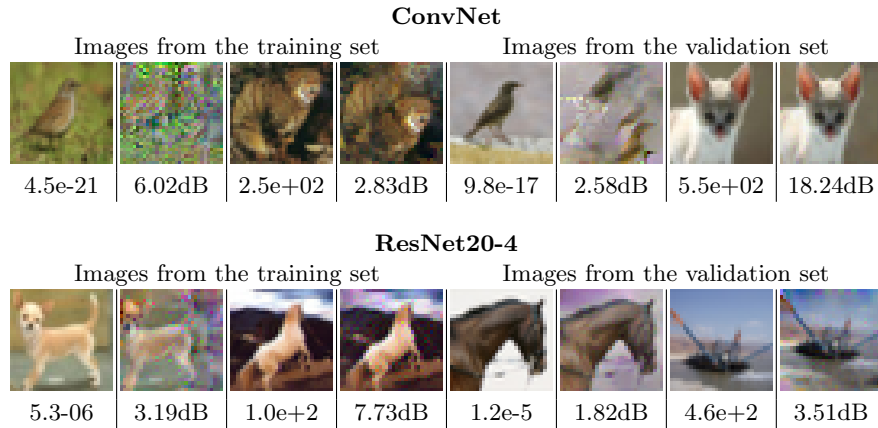 ConvNet
Images from the training set Images from the validation set
4.5e-21 6.02dB 2.5e+02 2.83dB 9.8e-17 2.58dB 5.5e+02 18.24dB
ResNet20-4
Images from the training set Images from the validation set
5.3-06 3.19dB 1.0e+2 7.73dB 1.2e-5 1.82dB 4.6e+2 3.51dB